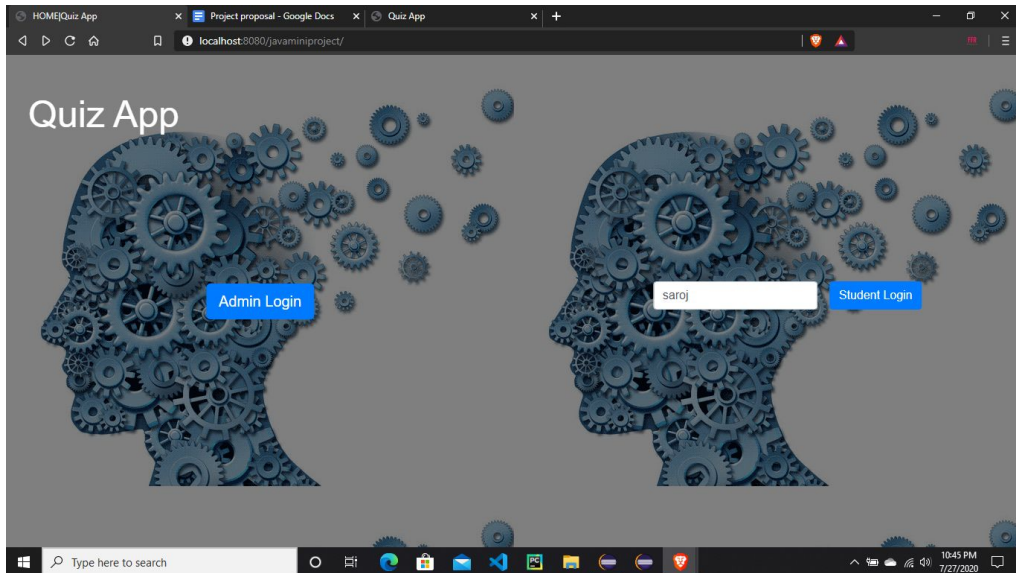 HOME|Quiz App
Project proposal - Google Docs
Quiz App
localhost:8080/javaminiproject/
Quiz App
Admin Login
saroj
Student Login
Type here to search
10:45 PM
7/27/2020